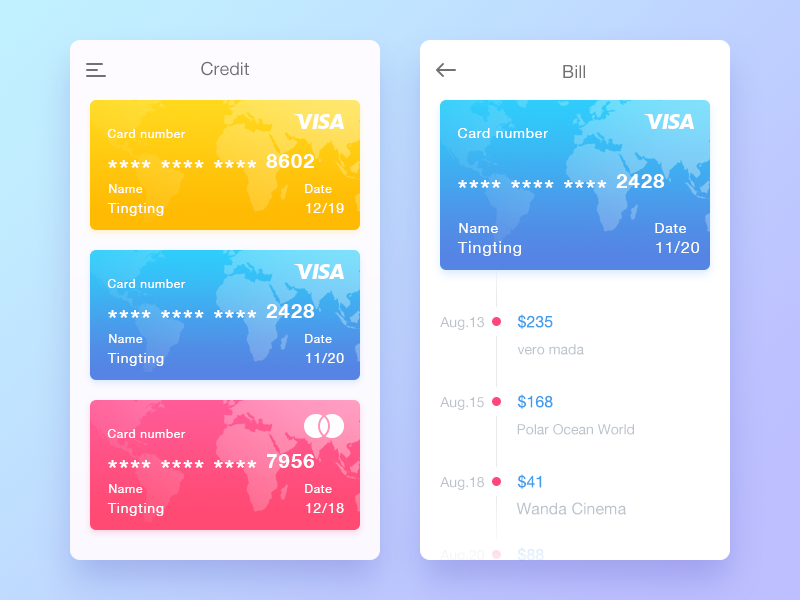 Credit
VISA
Card number
**** **** **** 8602
Name Date
Tingting 12/19
VISA
Card number
**** **** **** 2428
Name Date
Tingting 11/20
Card number
**** **** **** 7956
Name Date
Tingting 12/18
Bill
VISA
Card number
**** **** **** 2428
Name Date
Tingting 11/20
Aug.13 $235
vero mada
Aug.15 $168
Polar Ocean World
Aug.18 $41
Wanda Cinema
Aug.20 $88